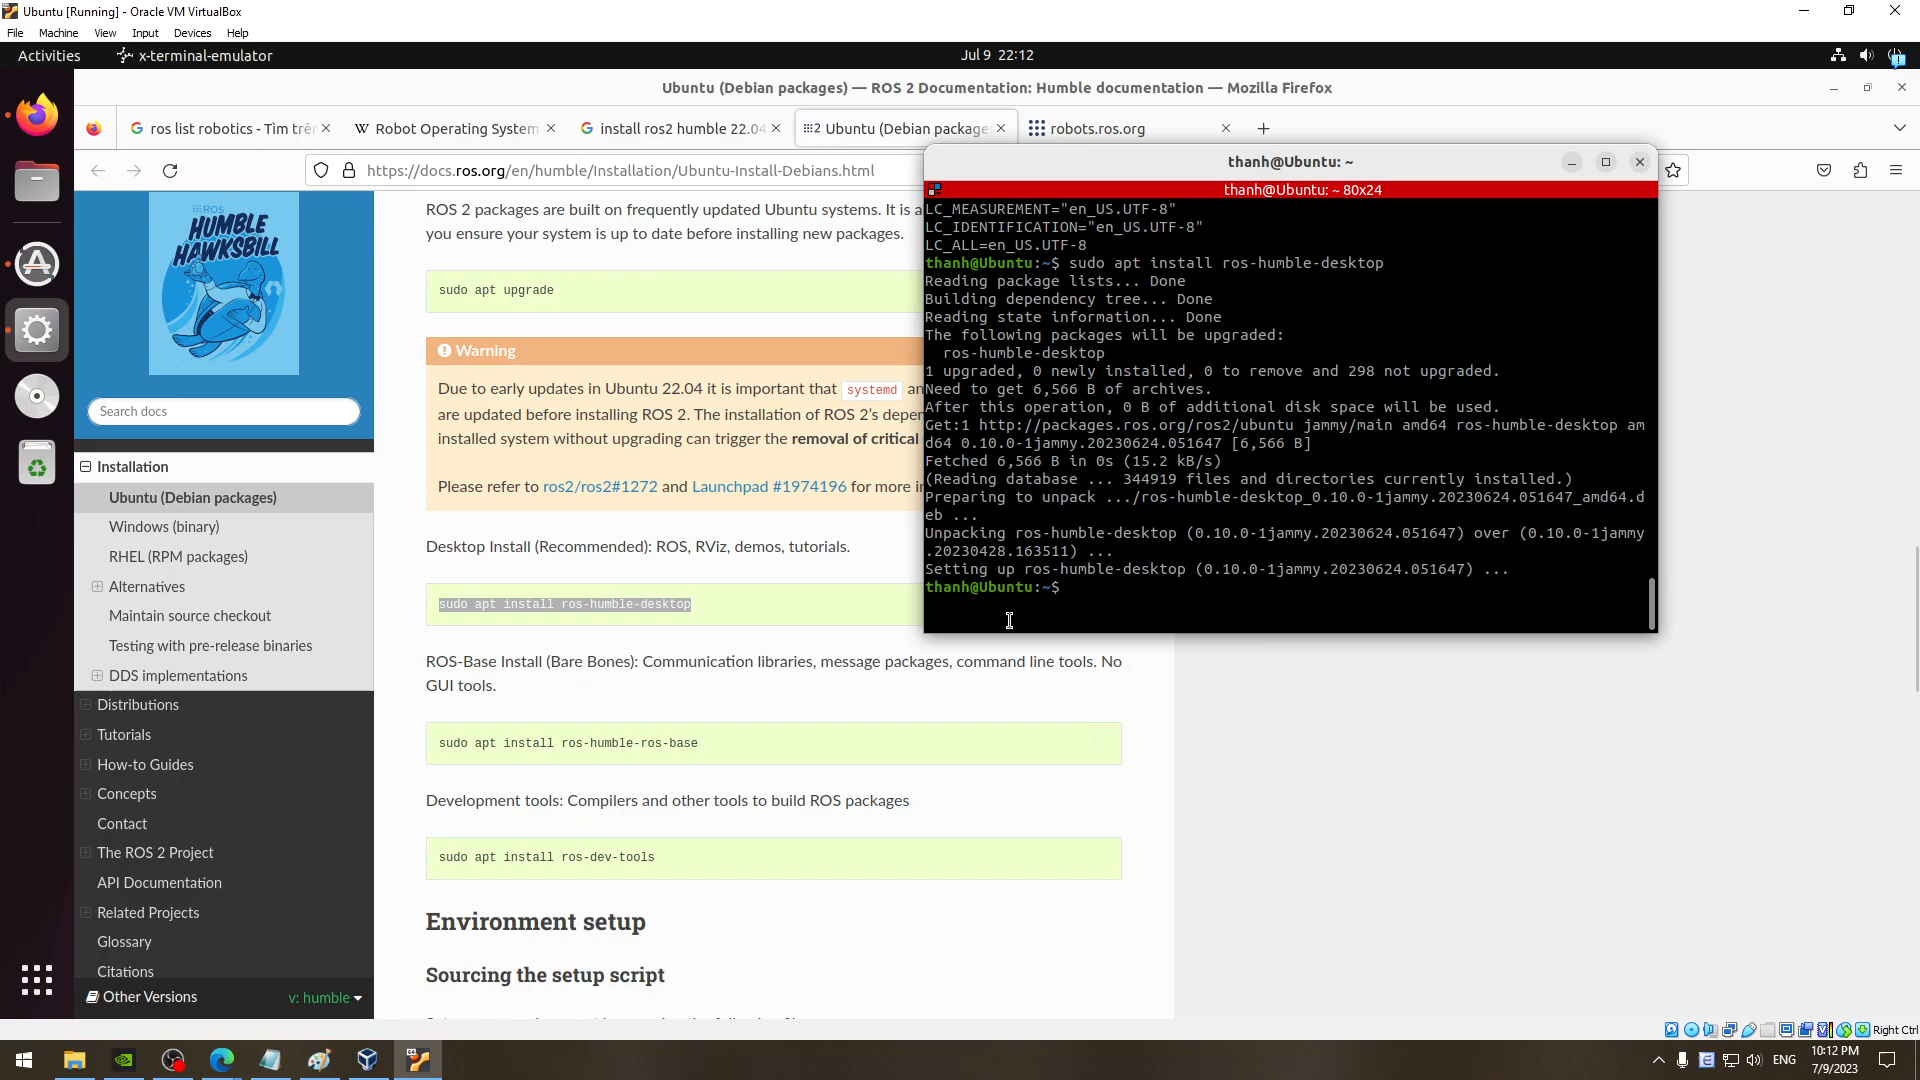 Ubuntu [Running] - Oracle VM VirtualBox
File Machine View Input Devices Help
Activities x-terminal-emulator Jul 9 22:12
Ubuntu (Debian packages) — ROS 2 Documentation: Humble documentation — Mozilla Firefox
ros list robotics - Tìm trên
Robot Operating System
install ros2 humble 22.04
Ubuntu (Debian packages
robots.ros.org
https://docs.ros.org/en/humble/Installation/Ubuntu-Install-Debians.html
ROS
HUMBLE
HAWKSBILL
Search docs
Installation
Ubuntu (Debian packages)
Windows (binary)
RHEL (RPM packages)
Alternatives
Maintain source checkout
Testing with pre-release binaries
DDS implementations
Distributions
Tutorials
How-to Guides
Concepts
Contact
The ROS 2 Project
API Documentation
Related Projects
Glossary
Citations
Other Versions v: humble
ROS 2 packages are built on frequently updated Ubuntu systems. It is a
you ensure your system is up to date before installing new packages.
sudo apt upgrade
Warning
Due to early updates in Ubuntu 22.04 it is important that systemd an
are updated before installing ROS 2. The installation of ROS 2's depen
installed system without upgrading can trigger the removal of critical
Please refer to ros2/ros2#1272 and Launchpad #1974196 for more in
Desktop Install (Recommended): ROS, RViz, demos, tutorials.
sudo apt install ros-humble-desktop
ROS-Base Install (Bare Bones): Communication libraries, message packages, command line tools. No
GUI tools.
sudo apt install ros-humble-ros-base
Development tools: Compilers and other tools to build ROS packages
sudo apt install ros-dev-tools
Environment setup
Sourcing the setup script
thanh@Ubuntu: ~
thanh@Ubuntu: ~ 80x24
LC_MEASUREMENT="en_US.UTF-8"
LC_IDENTIFICATION="en_US.UTF-8"
LC_ALL=en_US.UTF-8
thanh@Ubuntu:~$ sudo apt install ros-humble-desktop
Reading package lists... Done
Building dependency tree... Done
Reading state information... Done
The following packages will be upgraded:
ros-humble-desktop
1 upgraded, 0 newly installed, 0 to remove and 298 not upgraded.
Need to get 6,566 B of archives.
After this operation, 0 B of additional disk space will be used.
Get:1 http://packages.ros.org/ros2/ubuntu jammy/main amd64 ros-humble-desktop am
d64 0.10.0-1jammy.20230624.051647 [6,566 B]
Fetched 6,566 B in 0s (15.2 kB/s)
(Reading database ... 344919 files and directories currently installed.)
Preparing to unpack .../ros-humble-desktop_0.10.0-1jammy.20230624.051647_amd64.d
eb ...
Unpacking ros-humble-desktop (0.10.0-1jammy.20230624.051647) over (0.10.0-1jammy
.20230428.163511) ...
Setting up ros-humble-desktop (0.10.0-1jammy.20230624.051647) ...
thanh@Ubuntu:~$
Right Ctrl
ENG
10:12 PM
7/9/2023